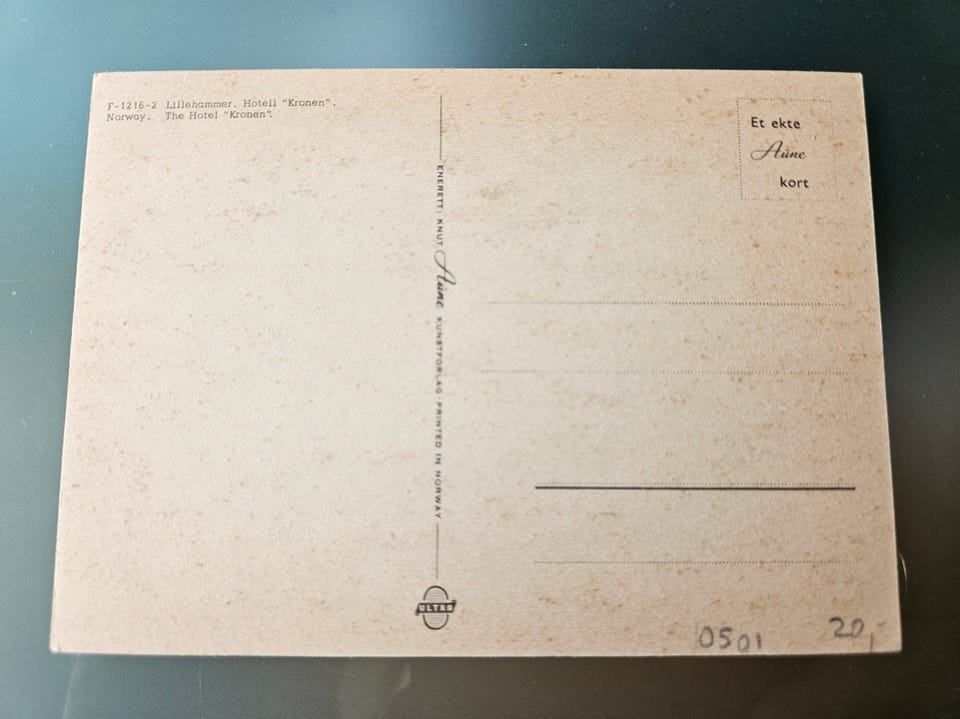 F-1216-2 Lillehammer. Hotell "Kronen".
Norway. The Hotel "Kronen".
ENERETT: KNUT Aune KUNSTFORLAG · PRINTED IN NORWAY
ULTRA
Et ekte
Aune
kort
0501
20,-